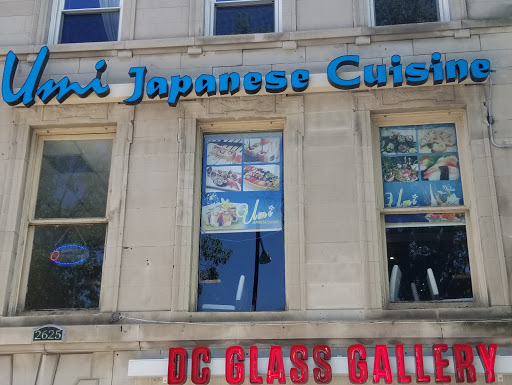 Umi Japanese Cuisine
Umi
Umi
2625
DC GLASS GALLERY